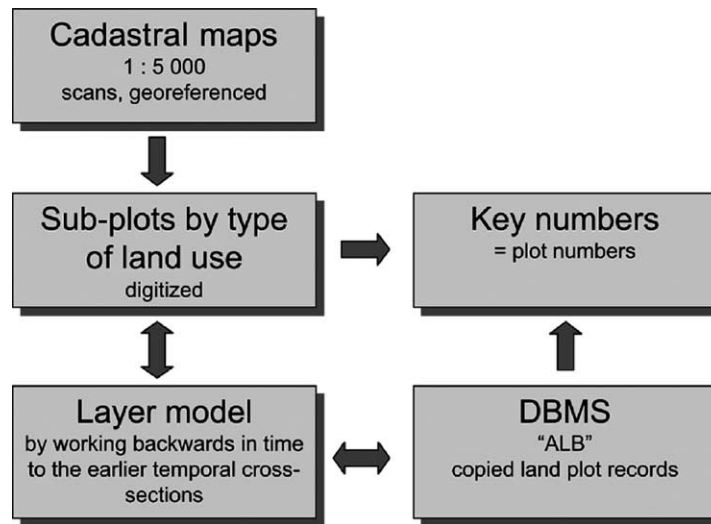 Cadastral maps
1 : 5 000
scans, georeferenced
Sub-plots by type
of land use
digitized
Key numbers
= plot numbers
Layer model
by working backwards in time
to the earlier temporal cross-
sections
DBMS
“ALB”
copied land plot records